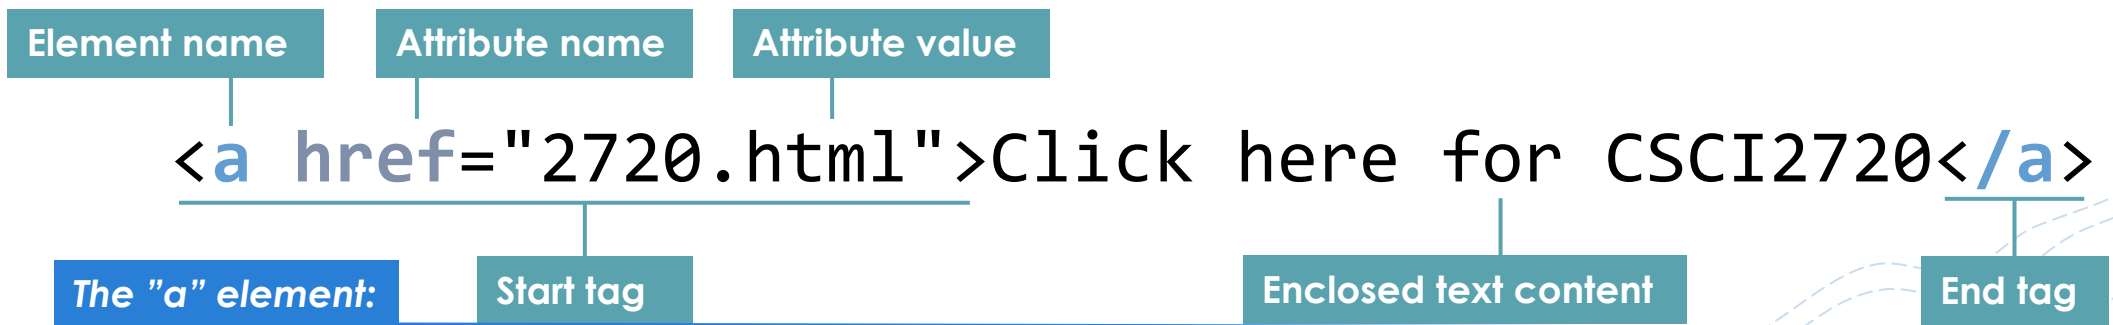 Element name Attribute name Attribute value
<a href="2720.html">Click here for CSCI2720</a>
The ”a” element: Start tag Enclosed text content End tag